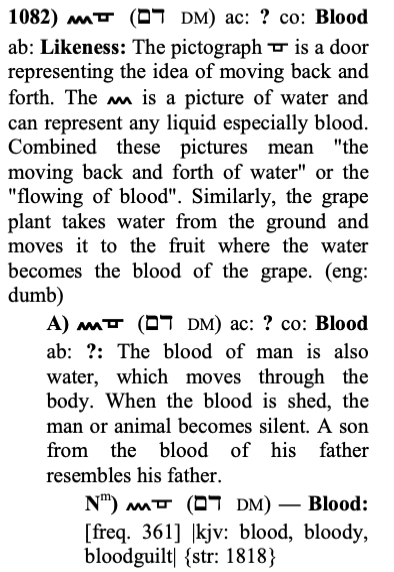 1082) (דם DM) ac: ? co: Blood
ab: Likeness: The pictograph is a door
representing the idea of moving back and
forth. The is a picture of water and
can represent any liquid especially blood.
Combined these pictures mean "the
moving back and forth of water" or the
"flowing of blood". Similarly, the grape
plant takes water from the ground and
moves it to the fruit where the water
becomes the blood of the grape. (eng:
dumb)
A) (דם DM) ac: ? co: Blood
ab: ?: The blood of man is also
water, which moves through the
body. When the blood is shed, the
man or animal becomes silent. A son
from the blood of his father
resembles his father.
Nᵐ) (דם DM) — Blood:
[freq. 361] |kjv: blood, bloody,
bloodguilt| {str: 1818}